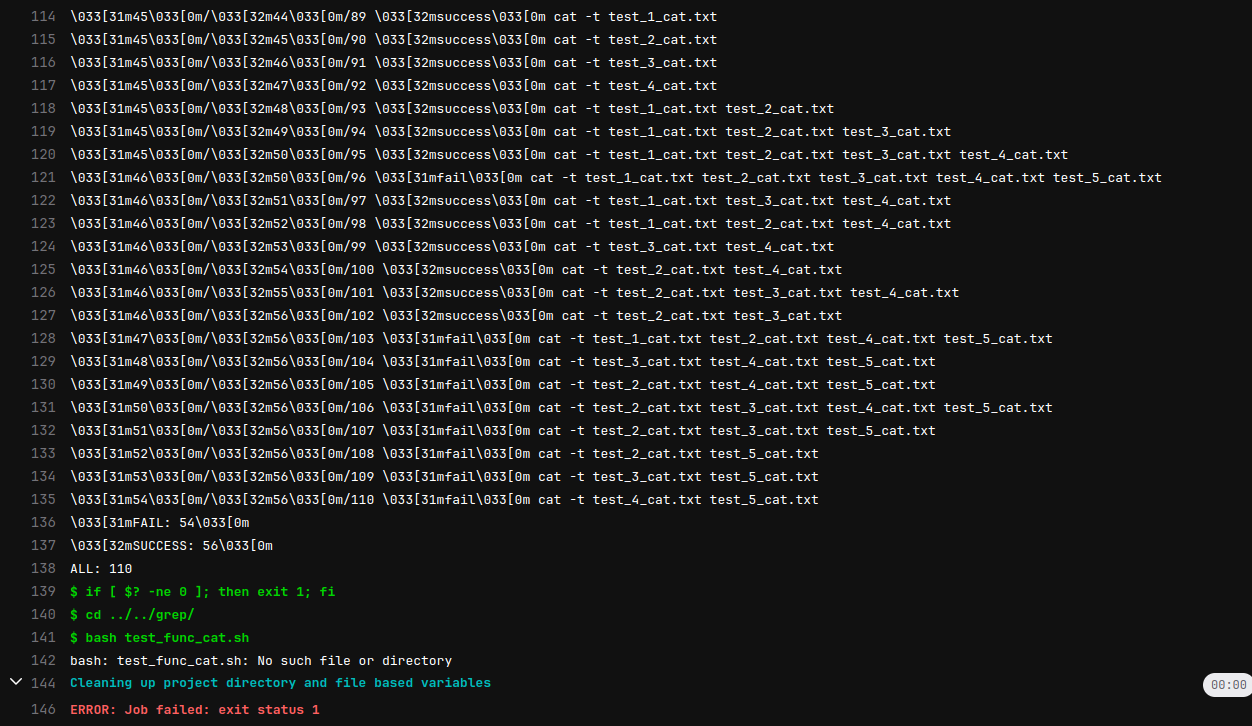 114 \033[31m45\033[0m/\033[32m44\033[0m/89 \033[32msuccess\033[0m cat -t test_1_cat.txt
115 \033[31m45\033[0m/\033[32m45\033[0m/90 \033[32msuccess\033[0m cat -t test_2_cat.txt
116 \033[31m45\033[0m/\033[32m46\033[0m/91 \033[32msuccess\033[0m cat -t test_3_cat.txt
117 \033[31m45\033[0m/\033[32m47\033[0m/92 \033[32msuccess\033[0m cat -t test_4_cat.txt
118 \033[31m45\033[0m/\033[32m48\033[0m/93 \033[32msuccess\033[0m cat -t test_1_cat.txt test_2_cat.txt
119 \033[31m45\033[0m/\033[32m49\033[0m/94 \033[32msuccess\033[0m cat -t test_1_cat.txt test_2_cat.txt test_3_cat.txt
120 \033[31m45\033[0m/\033[32m50\033[0m/95 \033[32msuccess\033[0m cat -t test_1_cat.txt test_2_cat.txt test_3_cat.txt test_4_cat.txt
121 \033[31m46\033[0m/\033[32m50\033[0m/96 \033[31mfail\033[0m cat -t test_1_cat.txt test_2_cat.txt test_3_cat.txt test_4_cat.txt test_5_cat.txt
122 \033[31m46\033[0m/\033[32m51\033[0m/97 \033[32msuccess\033[0m cat -t test_1_cat.txt test_3_cat.txt test_4_cat.txt
123 \033[31m46\033[0m/\033[32m52\033[0m/98 \033[32msuccess\033[0m cat -t test_1_cat.txt test_2_cat.txt test_4_cat.txt
124 \033[31m46\033[0m/\033[32m53\033[0m/99 \033[32msuccess\033[0m cat -t test_3_cat.txt test_4_cat.txt
125 \033[31m46\033[0m/\033[32m54\033[0m/100 \033[32msuccess\033[0m cat -t test_2_cat.txt test_4_cat.txt
126 \033[31m46\033[0m/\033[32m55\033[0m/101 \033[32msuccess\033[0m cat -t test_2_cat.txt test_3_cat.txt test_4_cat.txt
127 \033[31m46\033[0m/\033[32m56\033[0m/102 \033[32msuccess\033[0m cat -t test_2_cat.txt test_3_cat.txt
128 \033[31m47\033[0m/\033[32m56\033[0m/103 \033[31mfail\033[0m cat -t test_1_cat.txt test_2_cat.txt test_4_cat.txt test_5_cat.txt
129 \033[31m48\033[0m/\033[32m56\033[0m/104 \033[31mfail\033[0m cat -t test_3_cat.txt test_4_cat.txt test_5_cat.txt
130 \033[31m49\033[0m/\033[32m56\033[0m/105 \033[31mfail\033[0m cat -t test_2_cat.txt test_4_cat.txt test_5_cat.txt
131 \033[31m50\033[0m/\033[32m56\033[0m/106 \033[31mfail\033[0m cat -t test_2_cat.txt test_3_cat.txt test_4_cat.txt test_5_cat.txt
132 \033[31m51\033[0m/\033[32m56\033[0m/107 \033[31mfail\033[0m cat -t test_2_cat.txt test_3_cat.txt test_5_cat.txt
133 \033[31m52\033[0m/\033[32m56\033[0m/108 \033[31mfail\033[0m cat -t test_2_cat.txt test_5_cat.txt
134 \033[31m53\033[0m/\033[32m56\033[0m/109 \033[31mfail\033[0m cat -t test_3_cat.txt test_5_cat.txt
135 \033[31m54\033[0m/\033[32m56\033[0m/110 \033[31mfail\033[0m cat -t test_4_cat.txt test_5_cat.txt
136 \033[31mFAIL: 54\033[0m
137 \033[32mSUCCESS: 56\033[0m
138 ALL: 110
139 $ if [ $? -ne 0 ]; then exit 1; fi
140 $ cd ../../grep/
141 $ bash test_func_cat.sh
142 bash: test_func_cat.sh: No such file or directory
144 Cleaning up project directory and file based variables 00:00
146 ERROR: Job failed: exit status 1